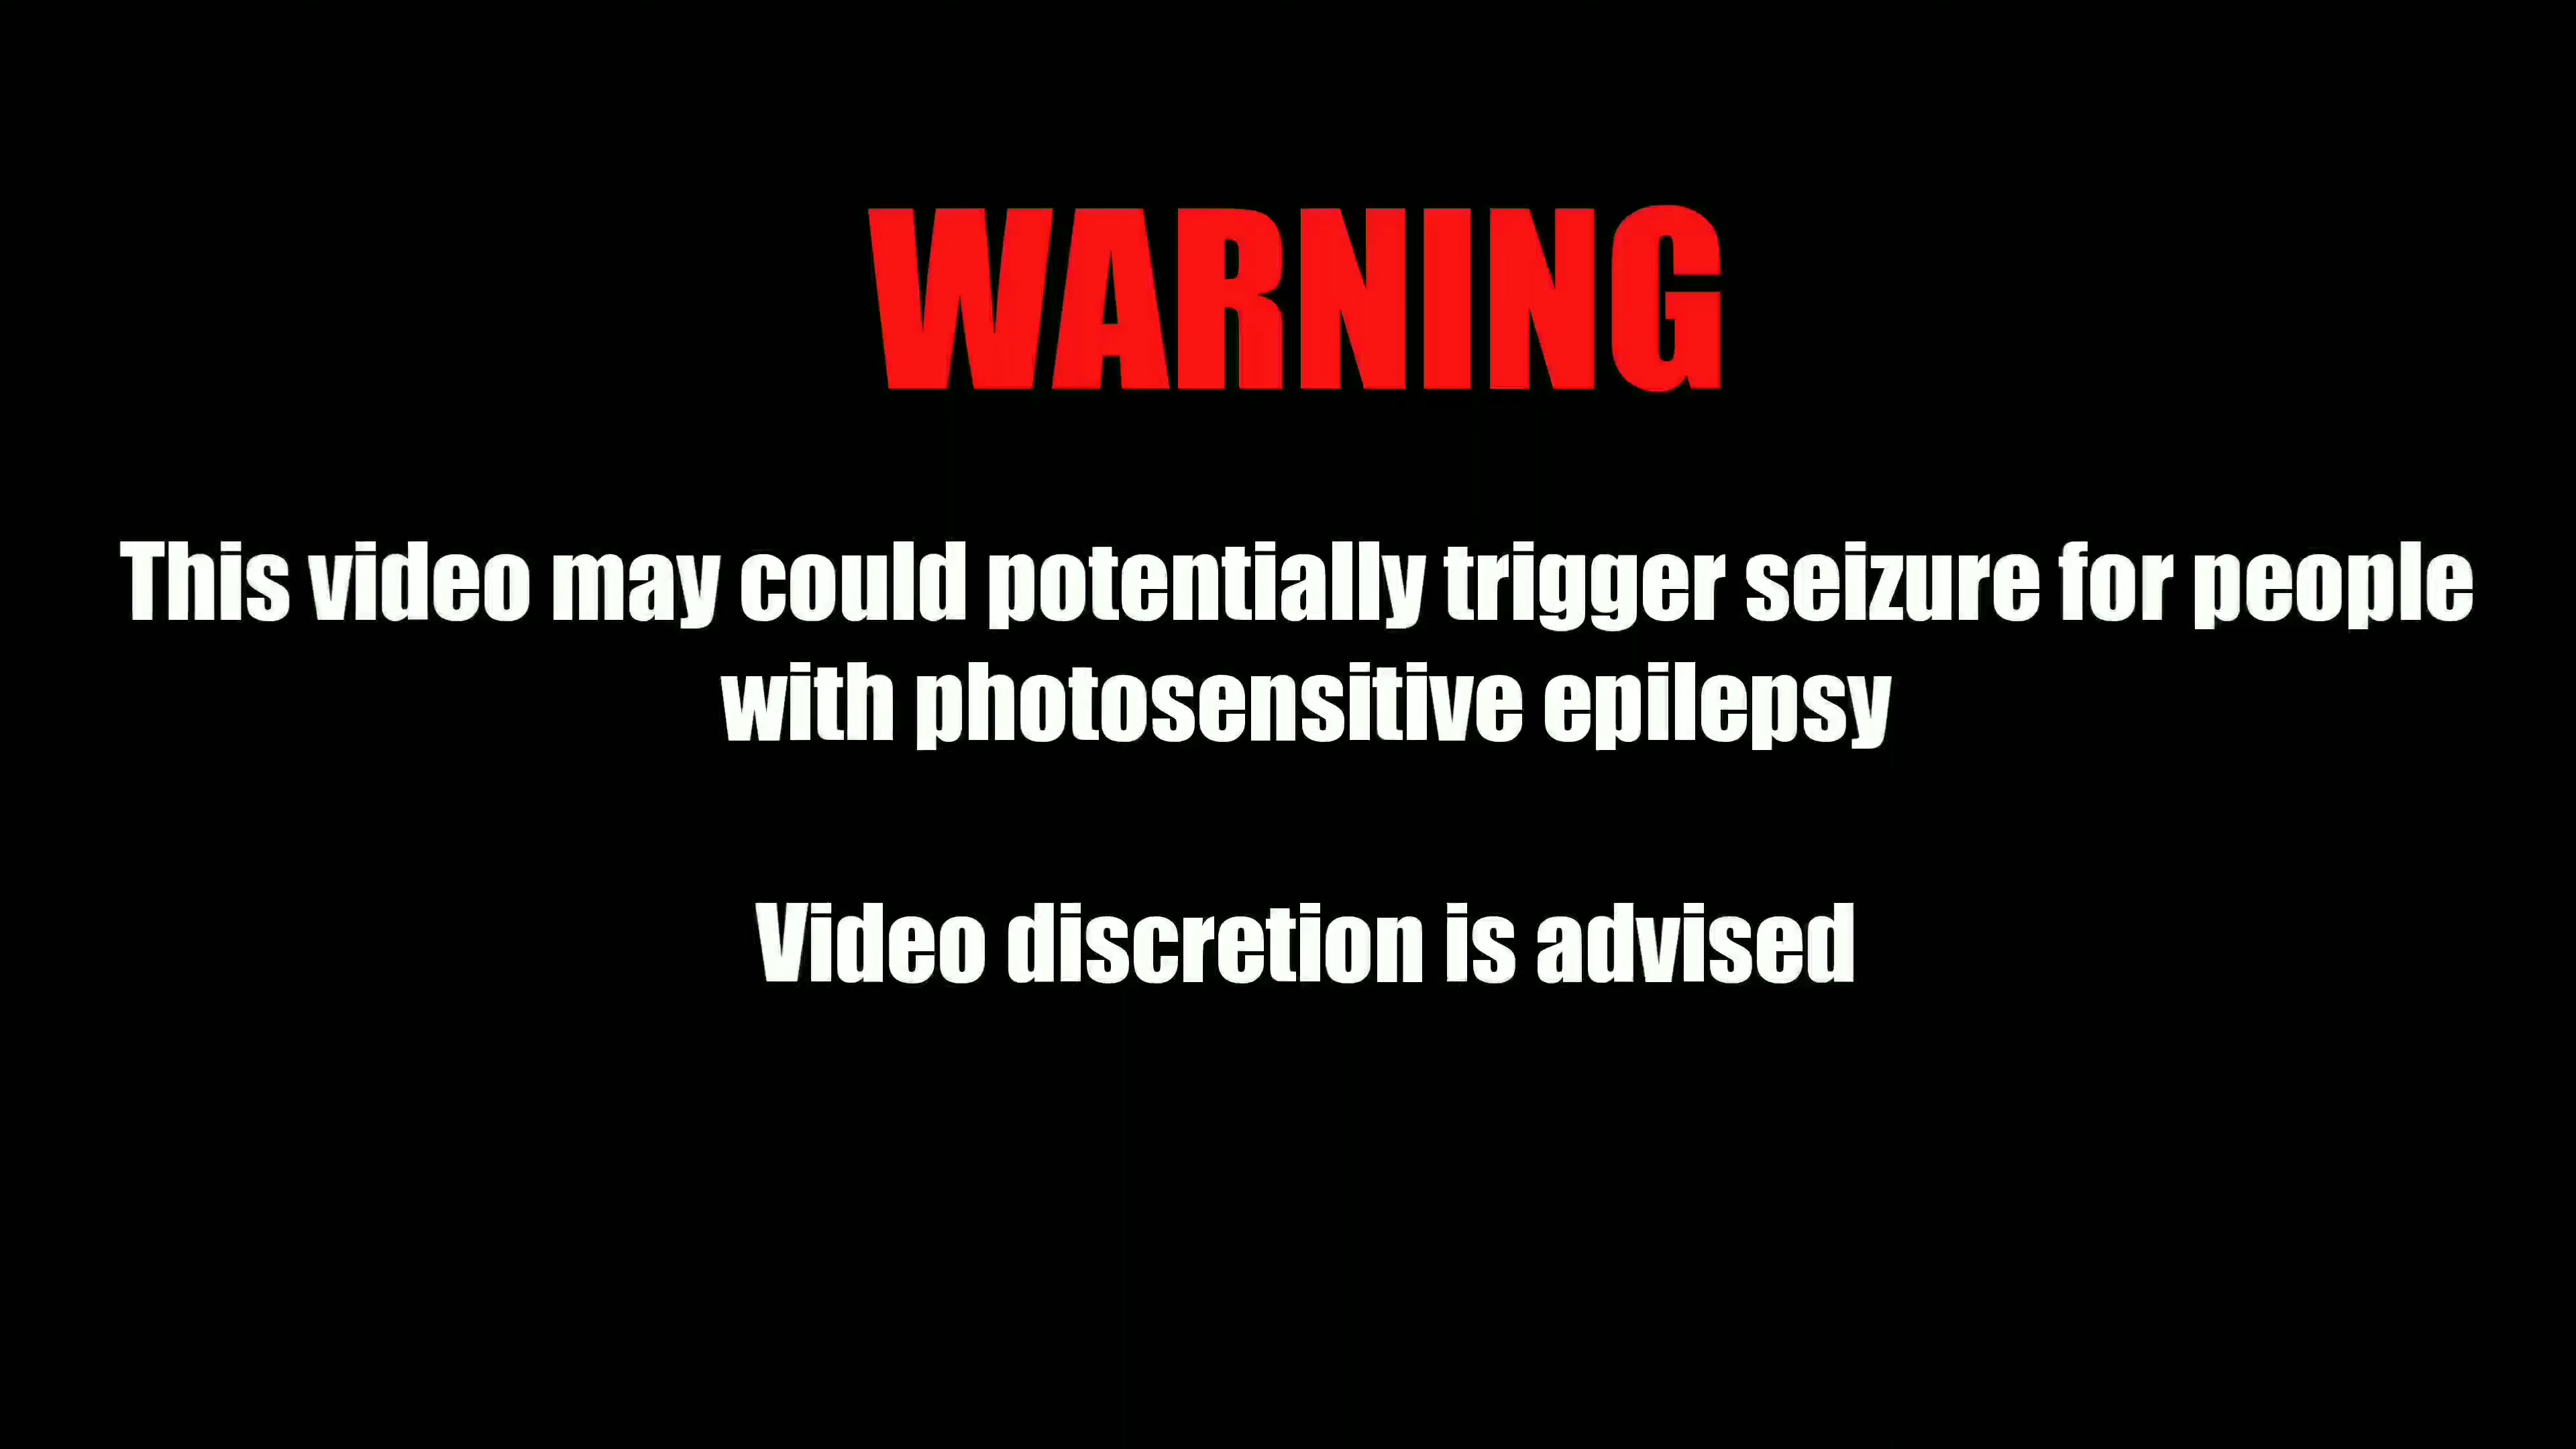 WARNING
This video may could potentially trigger seizure for people
with photosensitive epilepsy
Video discretion is advised